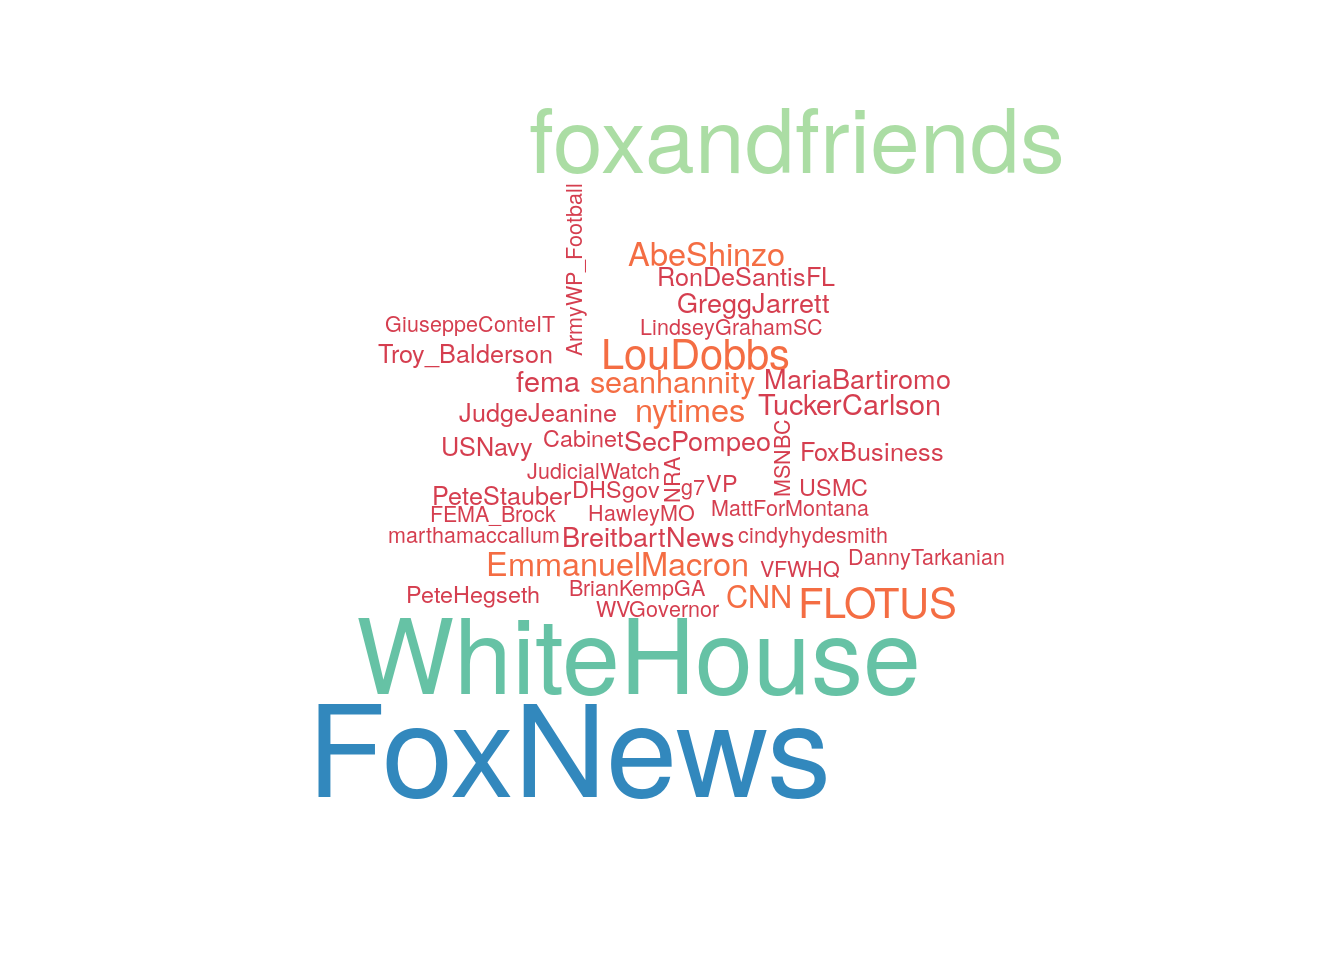 foxandfriends
ArmyWP_Football
AbeShinzo
RonDeSantisFL
GreggJarrett
GiuseppeConteIT
LindseyGrahamSC
Troy_Balderson
LouDobbs
fema
seanhannity
MariaBartiromo
JudgeJeanine
nytimes
TuckerCarlson
USNavy
Cabinet
SecPompeo
MSNBC
FoxBusiness
JudicialWatch
NRA
PeteStauber
DHSgov
g7
VP
USMC
FEMA_Brock
HawleyMO
MattForMontana
marthamaccallum
BreitbartNews
cindyhydesmith
EmmanuelMacron
VFWHQ
DannyTarkanian
PeteHegseth
BrianKempGA
WVGovernor
CNN
FLOTUS
WhiteHouse
FoxNews